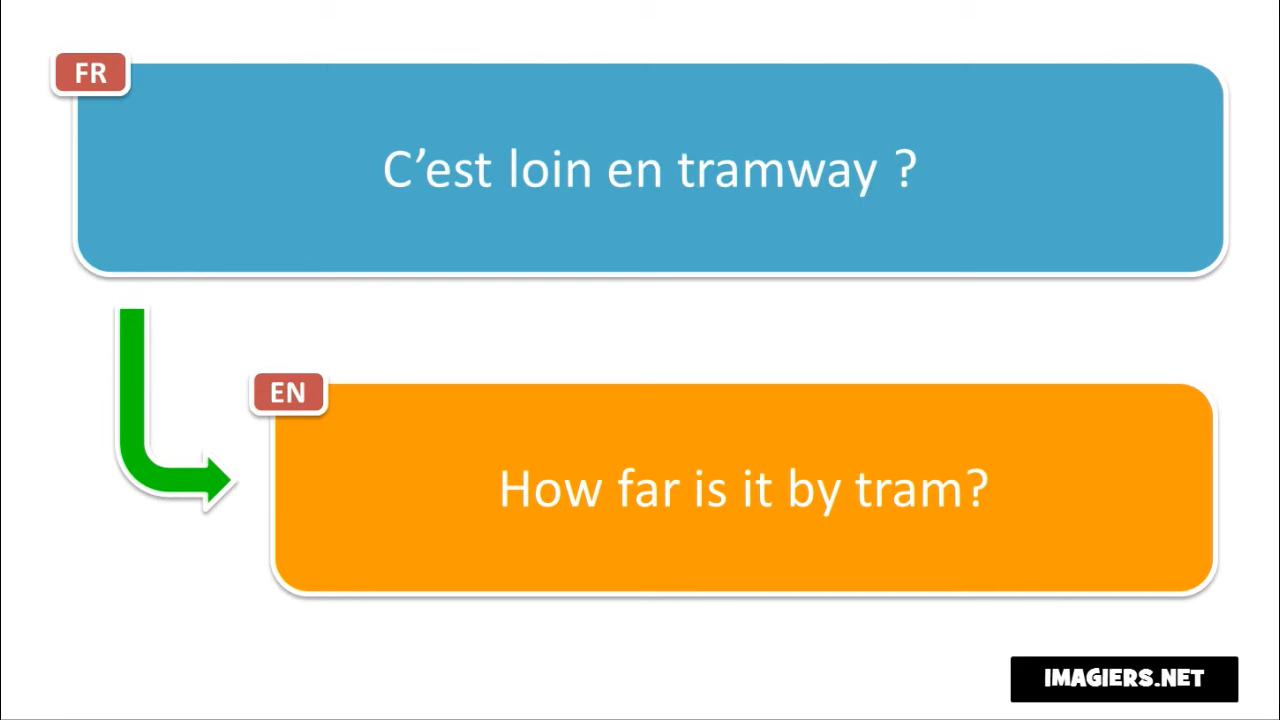 FR
C’est loin en tramway ?
EN
How far is it by tram?
IMAGIERS.NET